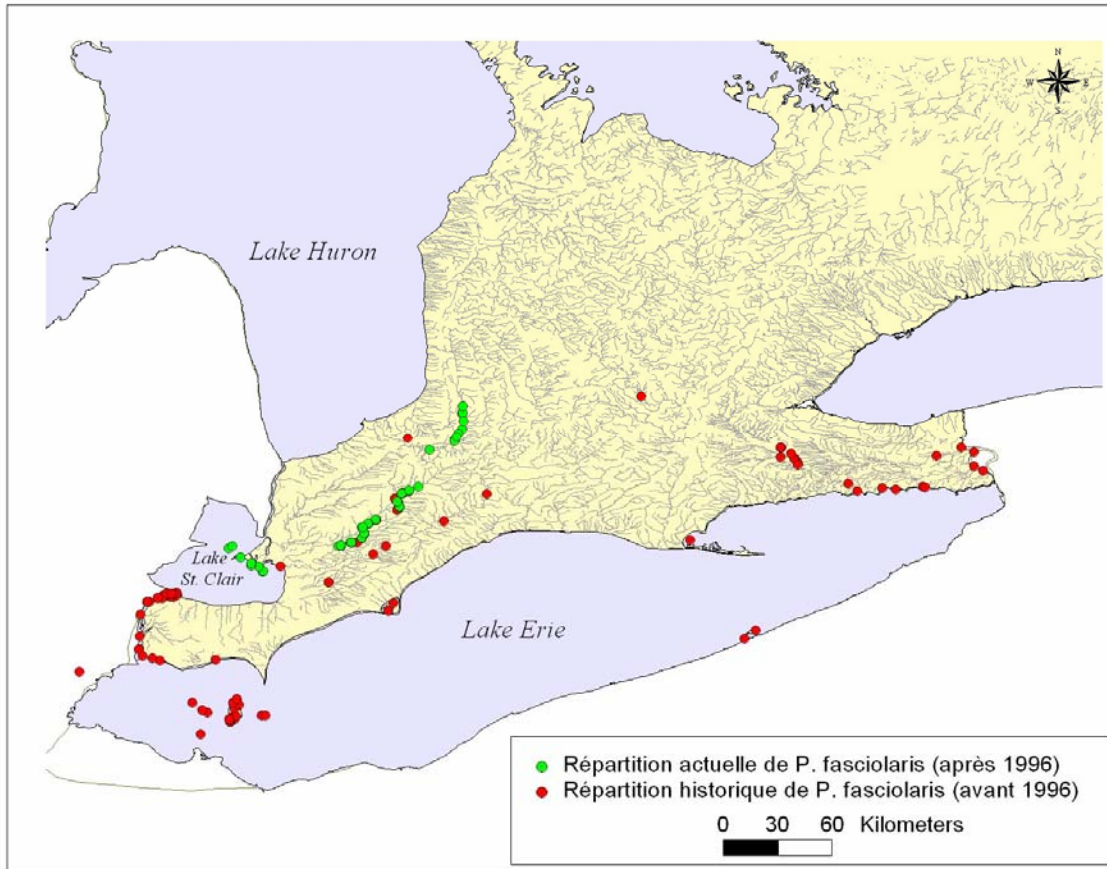 N
W E
S
Lake Huron
Lake
St. Clair
Lake Erie
Répartition actuelle de P. fasciolaris (après 1996)
Répartition historique de P. fasciolaris (avant 1996)
0 30 60 Kilometers